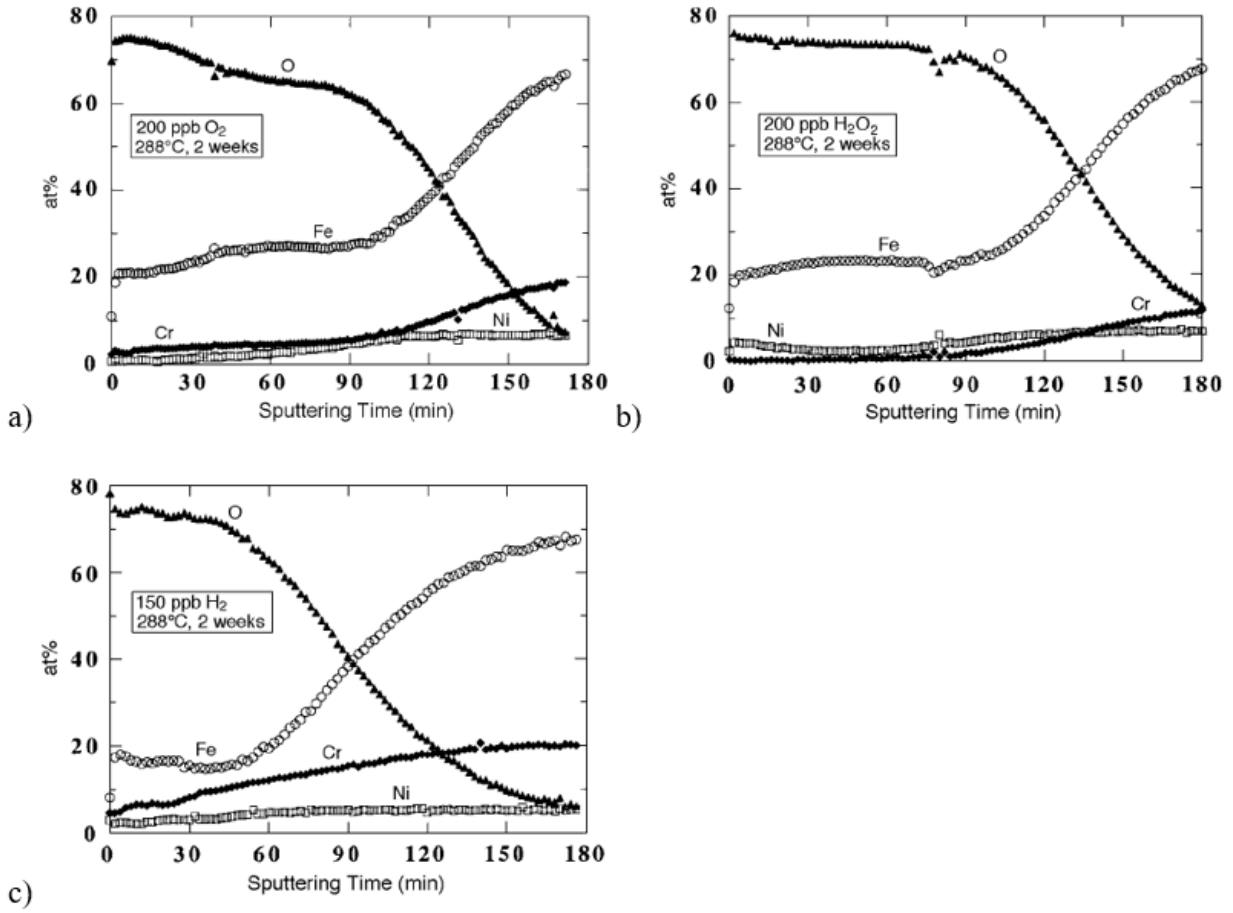 80
60
40
20
0
at%
O
200 ppb O₂
288°C, 2 weeks
Fe
Cr
Ni
0 30 60 90 120 150 180
Sputtering Time (min)
a)
80
60
40
20
0
at%
O
200 ppb H₂O₂
288°C, 2 weeks
Fe
Ni
Cr
0 30 60 90 120 150 180
Sputtering Time (min)
b)
80
60
40
20
0
at%
O
150 ppb H₂
288°C, 2 weeks
Fe
Cr
Ni
0 30 60 90 120 150 180
Sputtering Time (min)
c)